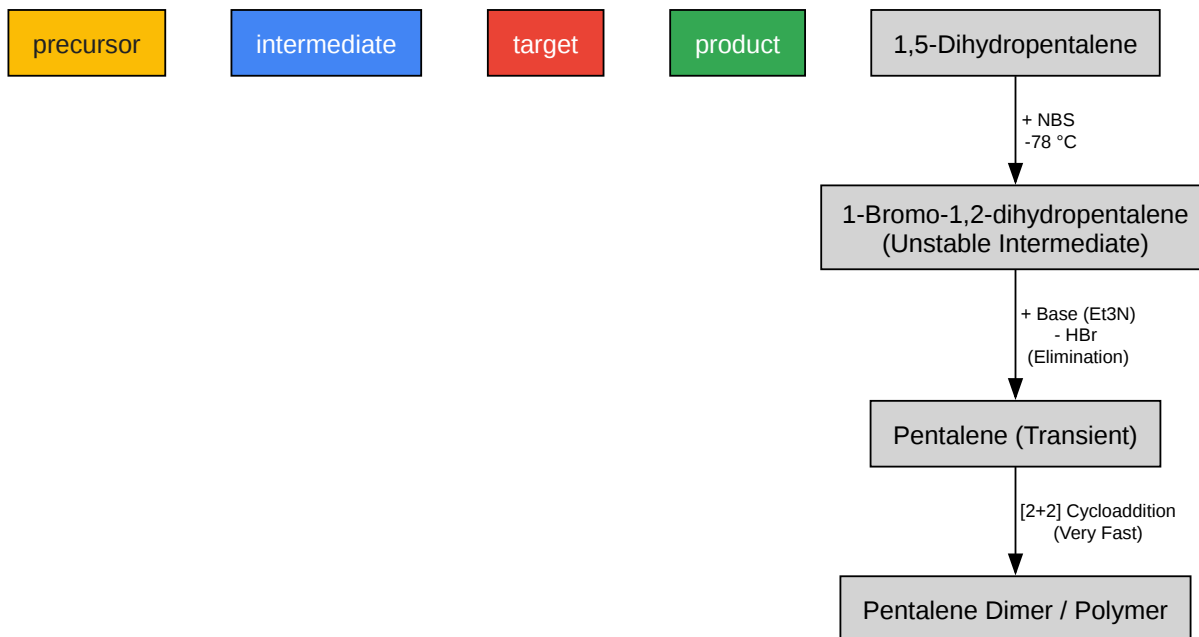 precursor
intermediate
target
product
1,5-Dihydropentalene
+ NBS
-78 °C
1-Bromo-1,2-dihydropentalene
(Unstable Intermediate)
+ Base (Et3N)
- HBr
(Elimination)
Pentalene (Transient)
[2+2] Cycloaddition
(Very Fast)
Pentalene Dimer / Polymer